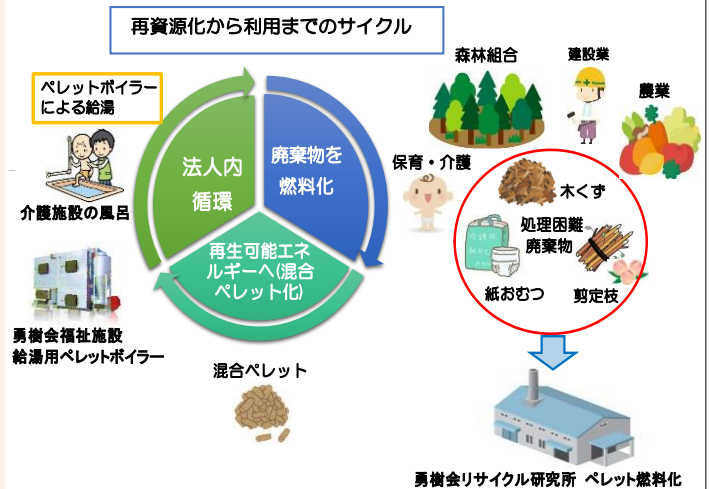 再資源化から利用までのサイクル
ペレットボイラー
による給湯
介護施設の風呂
勇樹会福祉施設
給湯用ペレットボイラー
法人内
循環
廃棄物を
燃料化
再生可能エネ
ルギーへ(混合
ペレット化)
混合ペレット
森林組合
建設業
農業
保育・介護
木くず
処理困難
廃棄物
介護用
紙おむつ
剪定枝
勇樹会リサイクル研究所 ペレット燃料化